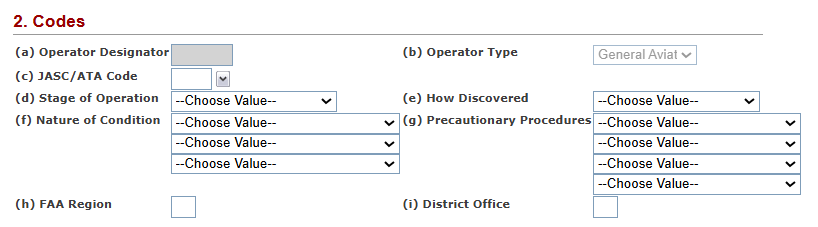 2. Codes
(a) Operator Designator
(b) Operator Type General Aviat
(c) JASC/ATA Code
(d) Stage of Operation --Choose Value--
(e) How Discovered --Choose Value--
(f) Nature of Condition --Choose Value--
--Choose Value--
--Choose Value--
(g) Precautionary Procedures --Choose Value--
--Choose Value--
--Choose Value--
--Choose Value--
(h) FAA Region
(i) District Office